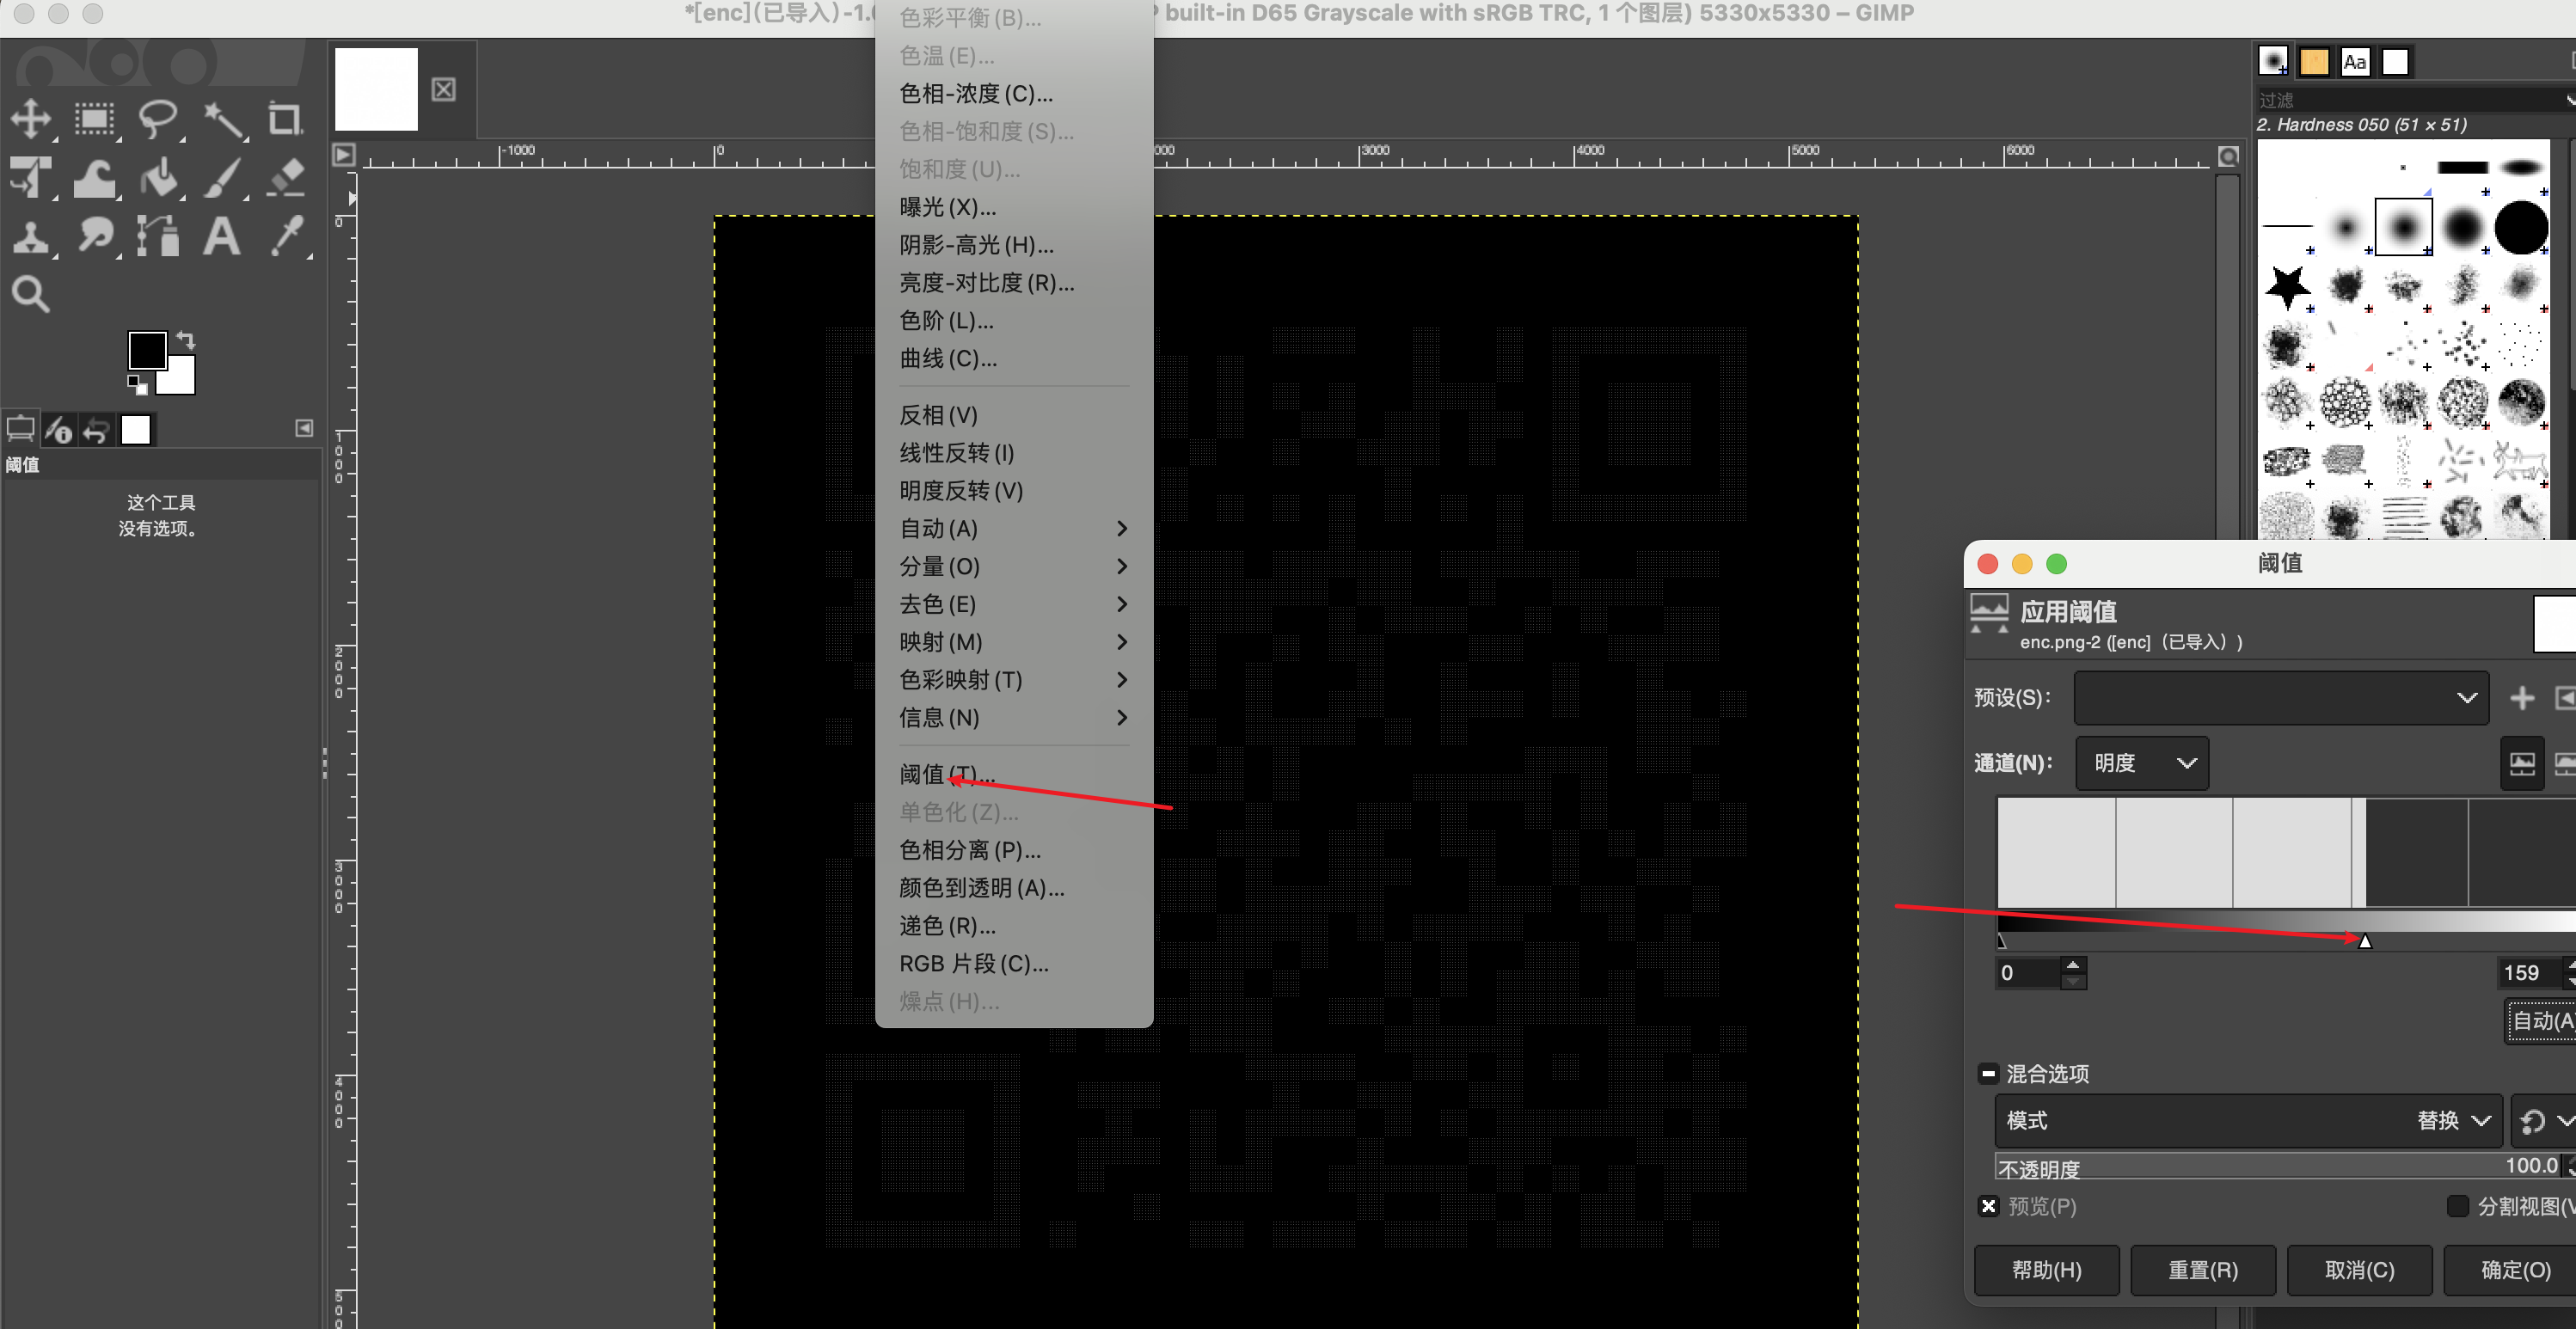 *[enc](已导入)-1.0
P built-in D65 Grayscale with sRGB TRC, 1 个图层) 5330x5330 – GIMP
色彩平衡(B)...
色温(E)...
色相-浓度(C)...
色相-饱和度(S)...
饱和度(U)...
曝光(X)...
阴影-高光(H)...
亮度-对比度(R)...
色阶(L)...
曲线(C)...
反相(V)
线性反转(I)
明度反转(V)
自动(A)
分量(O)
去色(E)
映射(M)
色彩映射(T)
信息(N)
阈值(T)...
单色化(Z)...
色相分离(P)...
颜色到透明(A)...
递色(R)...
RGB 片段(C)...
燥点(H)...
阈值
这个工具
没有选项。
-1000
0
000
3000
4000
5000
6000
0
1000
2000
3000
4000
50
Aa
过滤
2. Hardness 050 (51 × 51)
阈值
应用阈值
enc.png-2 ([enc]（已导入）)
预设(S)：
通道(N)：
明度
0
159
自动(A
混合选项
模式
替换
不透明度
100.0
预览(P)
分割视图(V
帮助(H)
重置(R)
取消(C)
确定(O)